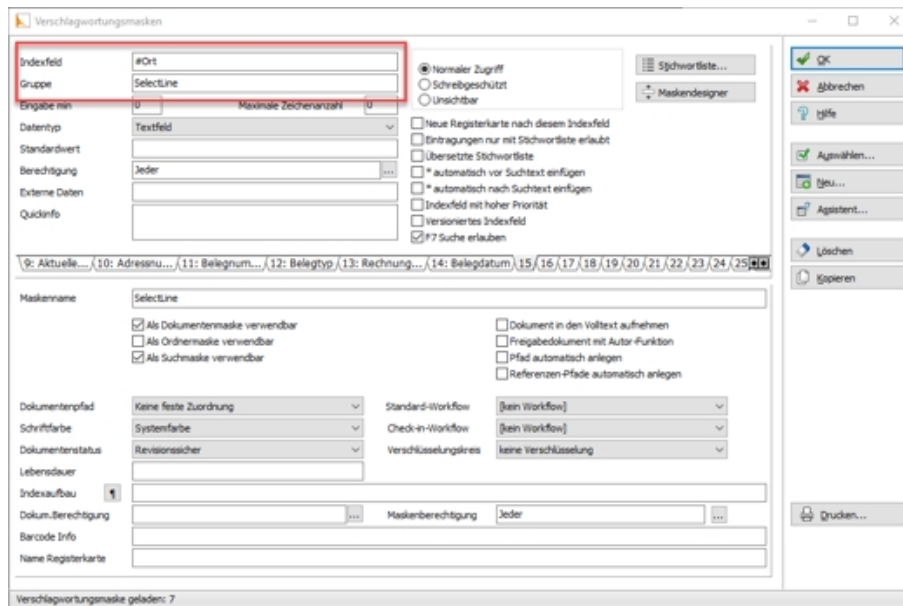 Verschlagwortungsmasken
Indexfeld #Ort
Gruppe SelectLine
Eingabe min 0 Maximale Zeichenanzahl 0
Datentyp Textfeld
Standardwert
Berechtigung Jeder ...
Externe Daten
Quickinfo
Normaler Zugriff
Schreibgeschützt
Unsichtbar
Stichwortliste...
Maskendesigner
Neue Registerkarte nach diesem Indexfeld
Eintragungen nur mit Stichwortliste erlaubt
Übersetzte Stichwortliste
* automatisch vor Suchtext einfügen
* automatisch nach Suchtext einfügen
Indexfeld mit hoher Priorität
Versioniertes Indexfeld
F7 Suche erlauben
OK
Abbrechen
Hilfe
Auswählen...
Neu...
Assistent...
Löschen
Kopieren
9: Aktuelle... 10: Adressnu... 11: Belegnum... 12: Belegtyp 13: Rechnung... 14: Belegdatum 15 16 17 18 19 20 21 22 23 24 25
Maskenname SelectLine
Als Dokumentenmaske verwendbar
Als Ordnermaske verwendbar
Als Suchmaske verwendbar
Dokument in den Volltext aufnehmen
Freigabedokument mit Autor-Funktion
Pfad automatisch anlegen
Referenzen-Pfade automatisch anlegen
Dokumentenpfad Keine feste Zuordnung Standard-Workflow [kein Workflow]
Schriftfarbe Systemfarbe Check-in-Workflow [kein Workflow]
Dokumentenstatus Revisionssicher Verschlüsselungskreis keine Verschlüsselung
Lebensdauer
Indexaufbau ¶
Dokum.Berechtigung ... Maskenberechtigung Jeder ...
Barcode Info
Name Registerkarte
Drucken...
Verschlagwortungsmaske geladen: 7